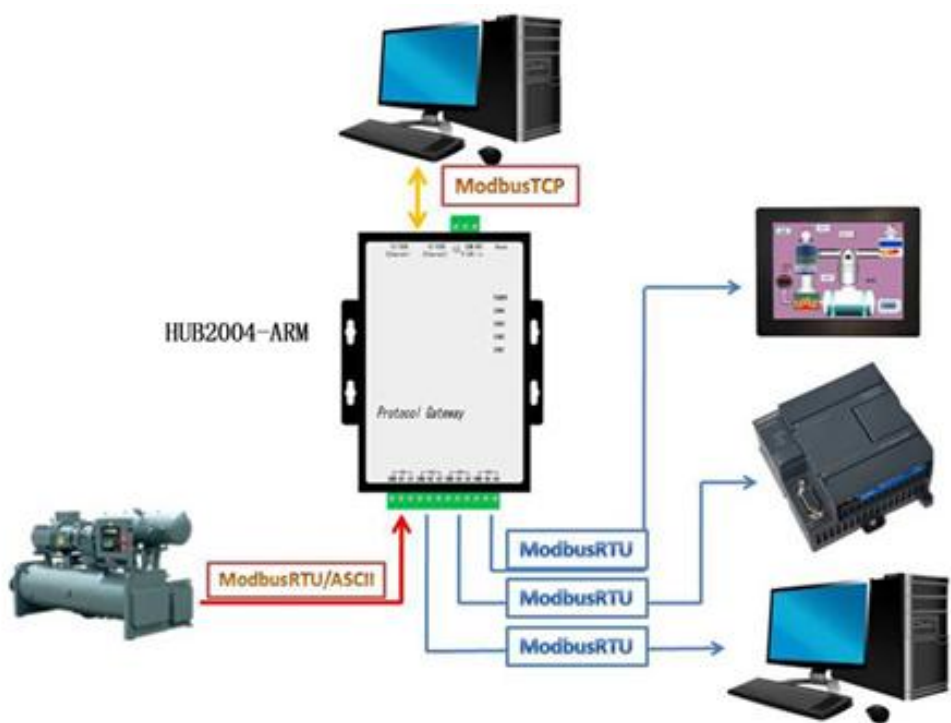 ModbusTCP
HUB2004-ARM
Protocol Gateway
ModbusRTU
ModbusRTU/ASCII
ModbusRTU
ModbusRTU